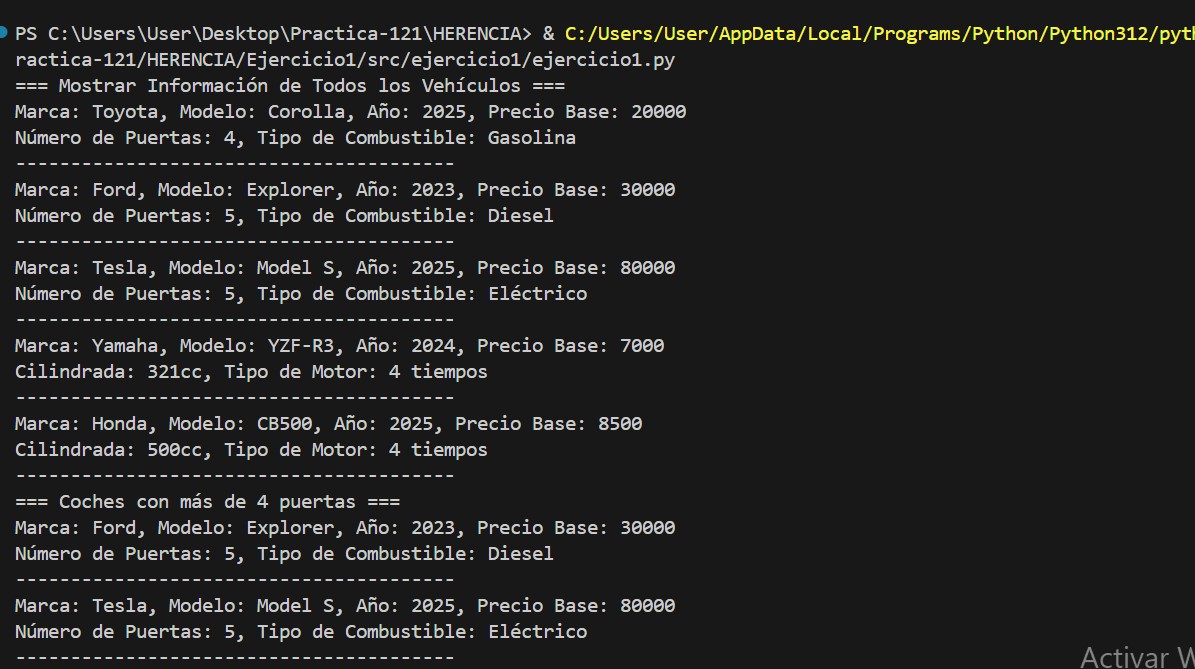 PS C:\Users\User\Desktop\Practica-121\HERENCIA> & C:/Users/User/AppData/Local/Programs/Python/Python312/pyth
ractica-121/HERENCIA/Ejercicio1/src/ejercicio1/ejercicio1.py
=== Mostrar Información de Todos los Vehículos ===
Marca: Toyota, Modelo: Corolla, Año: 2025, Precio Base: 20000
Número de Puertas: 4, Tipo de Combustible: Gasolina
----------------------------------------
Marca: Ford, Modelo: Explorer, Año: 2023, Precio Base: 30000
Número de Puertas: 5, Tipo de Combustible: Diesel
----------------------------------------
Marca: Tesla, Modelo: Model S, Año: 2025, Precio Base: 80000
Número de Puertas: 5, Tipo de Combustible: Eléctrico
----------------------------------------
Marca: Yamaha, Modelo: YZF-R3, Año: 2024, Precio Base: 7000
Cilindrada: 321cc, Tipo de Motor: 4 tiempos
----------------------------------------
Marca: Honda, Modelo: CB500, Año: 2025, Precio Base: 8500
Cilindrada: 500cc, Tipo de Motor: 4 tiempos
----------------------------------------
=== Coches con más de 4 puertas ===
Marca: Ford, Modelo: Explorer, Año: 2023, Precio Base: 30000
Número de Puertas: 5, Tipo de Combustible: Diesel
----------------------------------------
Marca: Tesla, Modelo: Model S, Año: 2025, Precio Base: 80000
Número de Puertas: 5, Tipo de Combustible: Eléctrico
----------------------------------------
Activar W